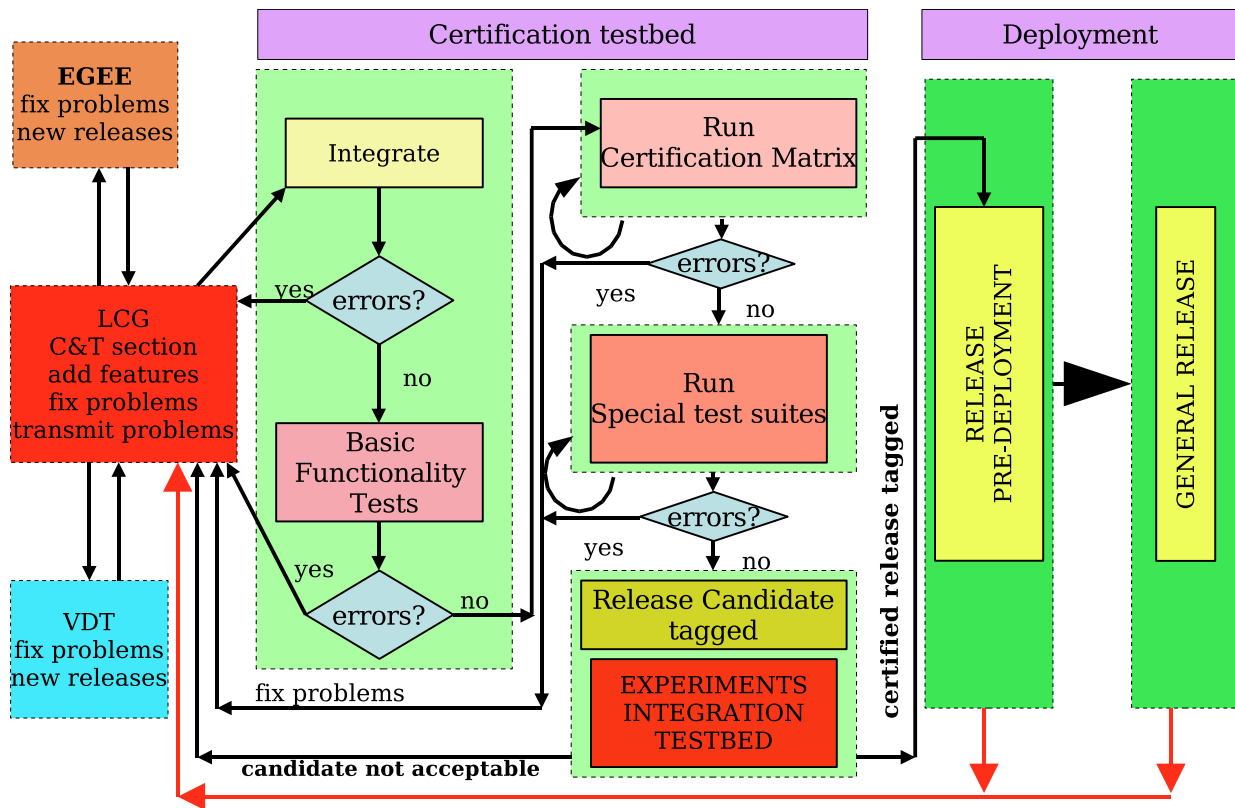 Certification testbed
Deployment
EGEE
fix problems
new releases
Integrate
Run
Certification Matrix
errors?
yes
no
errors?
yes
no
LCG
C&T section
add features
fix problems
transmit problems
Run
Special test suites
Basic
Functionality
Tests
errors?
yes
no
errors?
yes
no
VDT
fix problems
new releases
Release Candidate
tagged
EXPERIMENTS
INTEGRATION
TESTBED
fix problems
candidate not acceptable
certified release tagged
RELEASE
PRE-DEPLOYMENT
GENERAL RELEASE